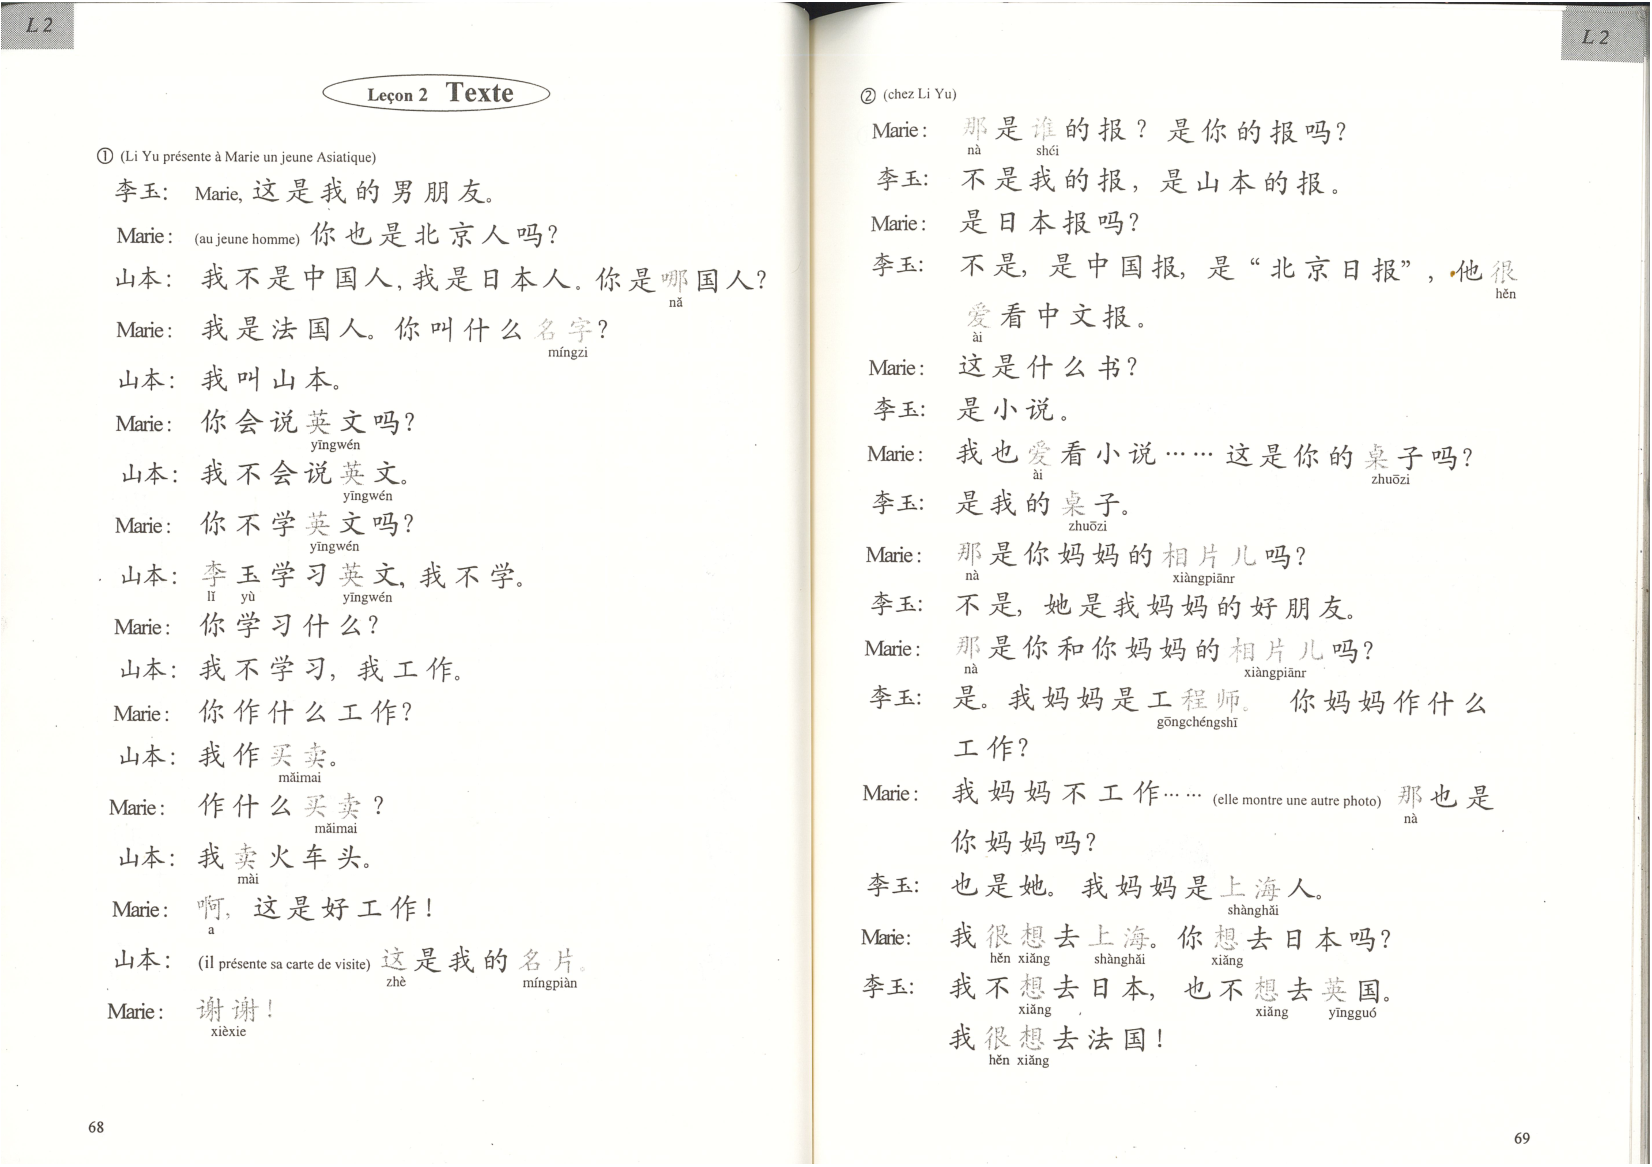 L 2
Leçon 2 Texte
① (Li Yu présente à Marie un jeune Asiatique)
李玉: Marie, 这是我的男朋友。
Marie: (au jeune homme) 你也是北京人吗?
山本: 我不是中国人, 我是日本人。你是哪国人?
nǎ
Marie: 我是法国人。你叫什么名字?
míngzi
山本: 我叫山本。
Marie: 你会说英文吗?
yīngwén
山本: 我不会说英文。
yīngwén
Marie: 你不学英文吗?
yīngwén
山本: 李玉学习英文, 我不学。
lǐ yù yīngwén
Marie: 你学习什么?
山本: 我不学习, 我工作。
Marie: 你作什么工作?
山本: 我作买卖。
mǎimai
Marie: 作什么买卖?
mǎimai
山本: 我卖火车头。
mài
Marie: 啊, 这是好工作!
a
山本: (il présente sa carte de visite) 这是我的名片。
zhè míngpiàn
Marie: 谢谢!
xièxie
68
L 2
② (chez Li Yu)
Marie: 那是谁的报? 是你的报吗?
nà shéi
李玉: 不是我的报, 是山本的报。
Marie: 是日本报吗?
李玉: 不是, 是中国报, 是“北京日报”, 他很
hěn
爱看中文报。
ài
Marie: 这是什么书?
李玉: 是小说。
Marie: 我也爱看小说…… 这是你的桌子吗?
ài zhuōzi
李玉: 是我的桌子。
zhuōzi
Marie: 那是你妈妈的相片儿吗?
nà xiàngpiānr
李玉: 不是, 她是我妈妈的好朋友。
Marie: 那是你和你妈妈的相片儿吗?
nà xiàngpiānr
李玉: 是。我妈妈是工程师。 你妈妈作什么
gōngchéngshī
工作?
Marie: 我妈妈不工作…… (elle montre une autre photo) 那也是
nà
你妈妈吗?
李玉: 也是她。我妈妈是上海人。
shànghǎi
Marie: 我很想去上海。你想去日本吗?
hěn xiǎng shànghǎi xiǎng
李玉: 我不想去日本, 也不想去英国。
xiǎng xiǎng yīngguó
我很想去法国!
hěn xiǎng
69